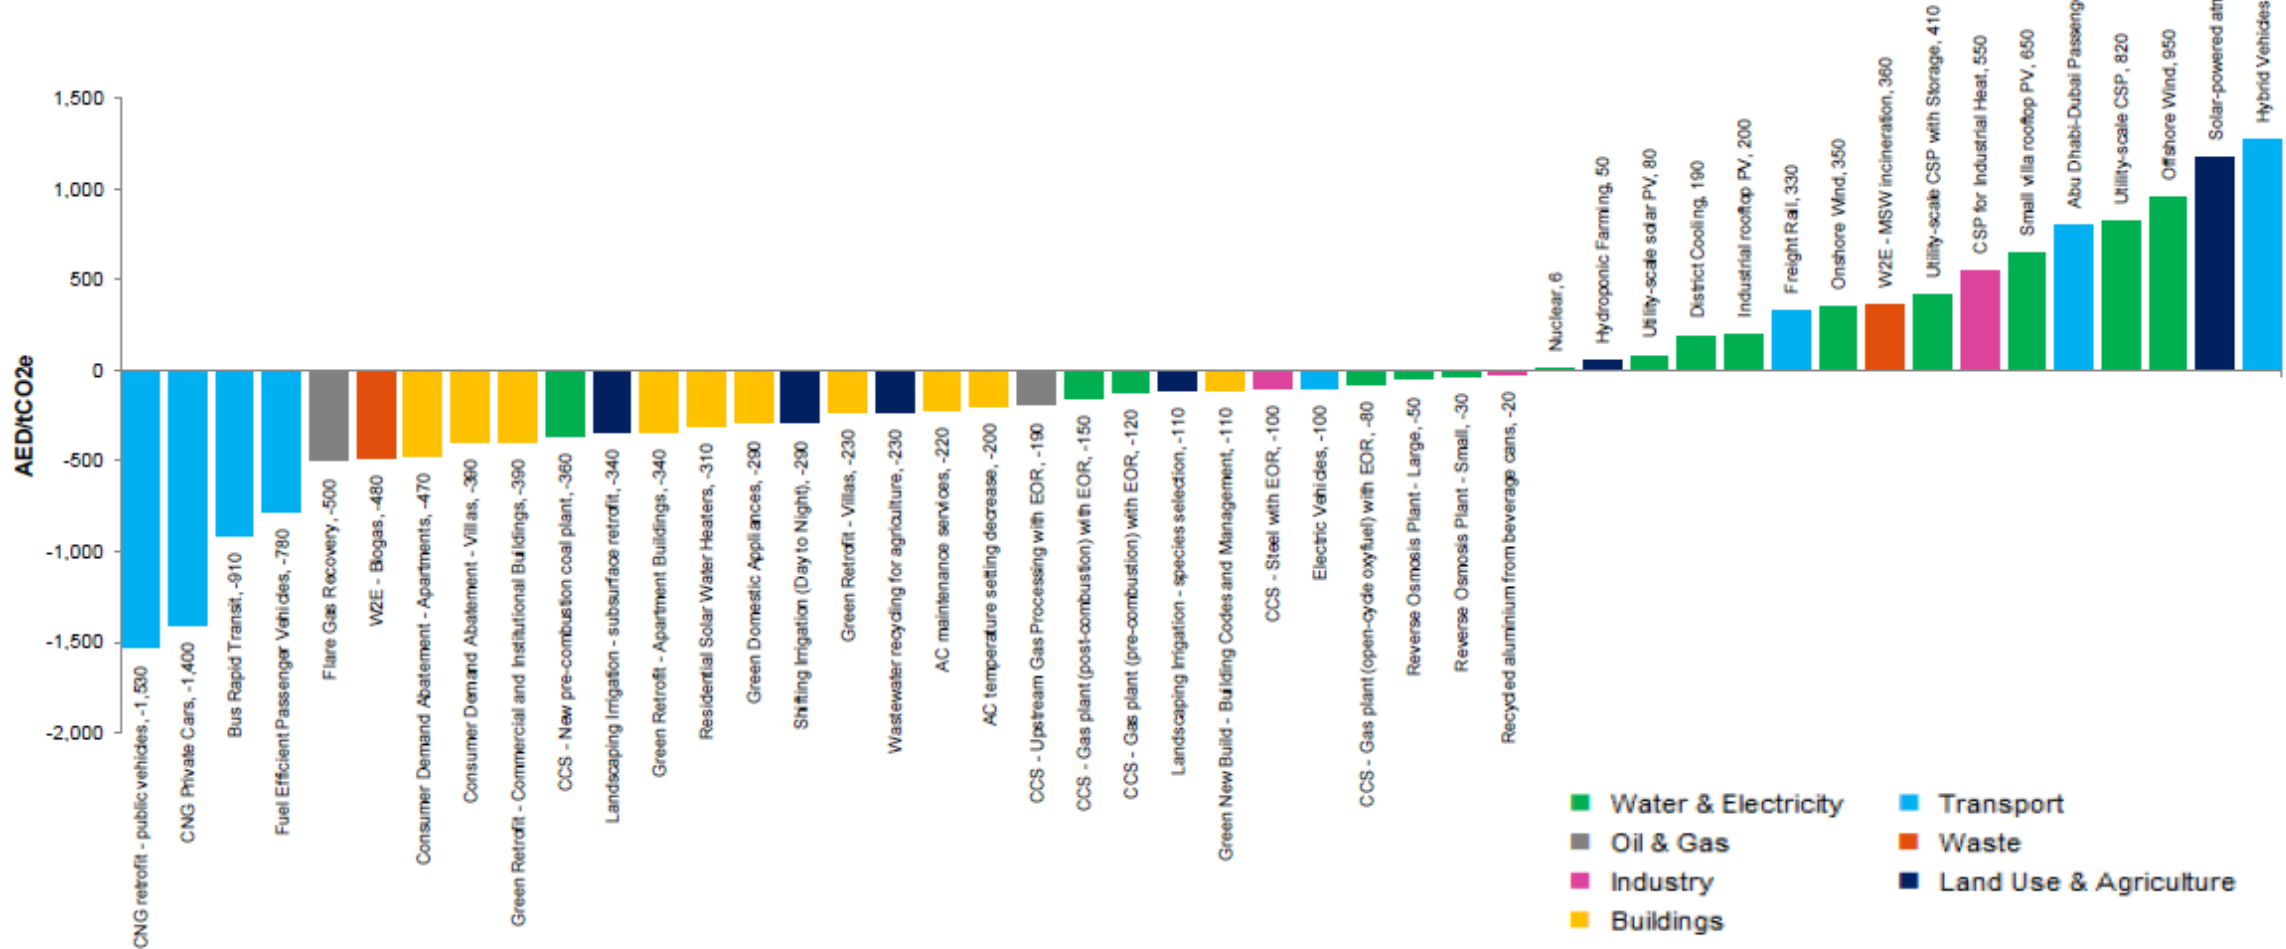 AED/tCO2e
1,500
1,000
500
0
-500
-1,000
-1,500
-2,000
CNG retrofit - public vehicles, -1,530
CNG Private Cars, -1,400
Bus Rapid Transit, -910
Fuel Efficient Passenger Vehicles, -780
Flare Gas Recovery, -500
W2E - Biogas, -480
Consumer Demand Abatement - Apartments, -470
Consumer Demand Abatement - Villas, -390
Green Retrofit - Commercial and Institutional Buildings, -390
CCS - New pre-combustion coal plant, -360
Landscaping Irrigation - subsurface retrofit, -340
Green Retrofit - Apartment Buildings, -340
Residential Solar Water Heaters, -310
Green Domestic Appliances, -290
Shifting Irrigation (Day to Night), -290
Green Retrofit - Villas, -230
Wastewater recycling for agriculture, -230
AC maintenance services, -220
AC temperature setting decrease, -200
CCS - Upstream Gas Processing with EOR, -190
CCS - Gas plant (post-combustion) with EOR, -150
CCS - Gas plant (pre-combustion) with EOR, -120
Landscaping Irrigation - species selection, -110
Green New Build - Building Codes and Management, -110
CCS - Steel with EOR, -100
Electric Vehicles, -100
CCS - Gas plant (open-cycle oxyfuel) with EOR, -80
Reverse Osmosis Plant - Large, -50
Reverse Osmosis Plant - Small, -30
Recycled aluminium from beverage cans, -20
Nuclear, 6
Hydroponic Farming, 50
Utility-scale solar PV, 80
District Cooling, 190
Industrial rooftop PV, 200
Freight Rail, 330
Onshore Wind, 350
W2E - MSW incineration, 360
Utility-scale CSP with Storage, 410
CSP for Industrial Heat, 550
Small villa rooftop PV, 650
Abu Dhabi-Dubai
Utility-scale CSP, 820
Offshore Wind, 950
Solar-powered
Hybrid Vehicles
Water & Electricity
Oil & Gas
Industry
Buildings
Transport
Waste
Land Use & Agriculture